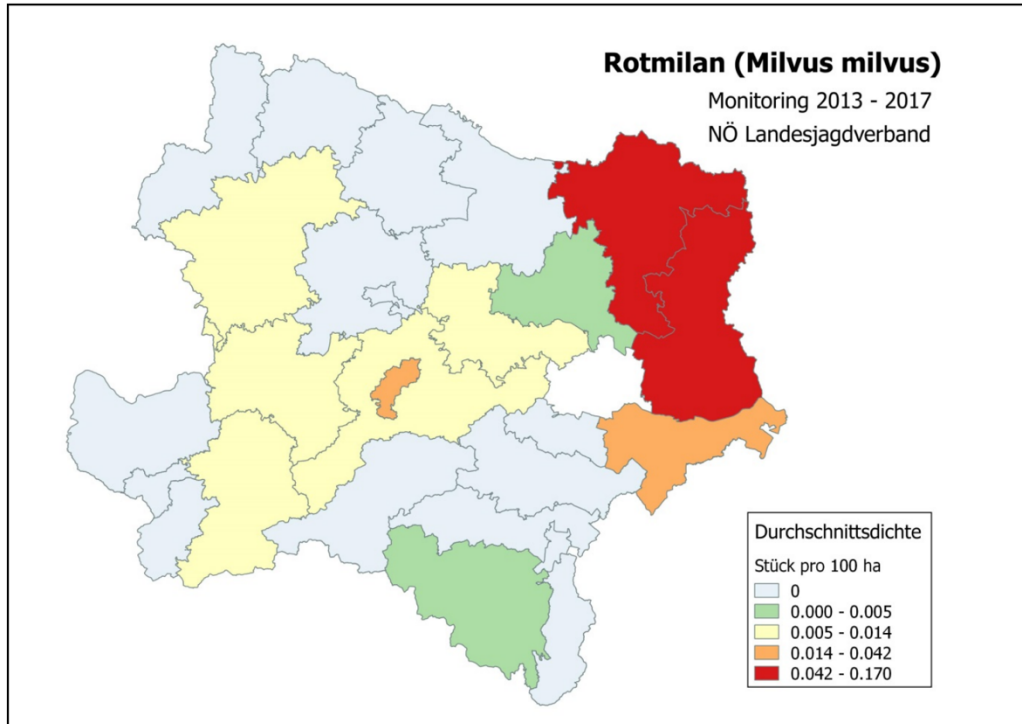 Rotmilan (Milvus milvus)
Monitoring 2013 - 2017
NÖ Landesjagdverband
Durchschnittsdichte
Stück pro 100 ha
0
0.000 - 0.005
0.005 - 0.014
0.014 - 0.042
0.042 - 0.170